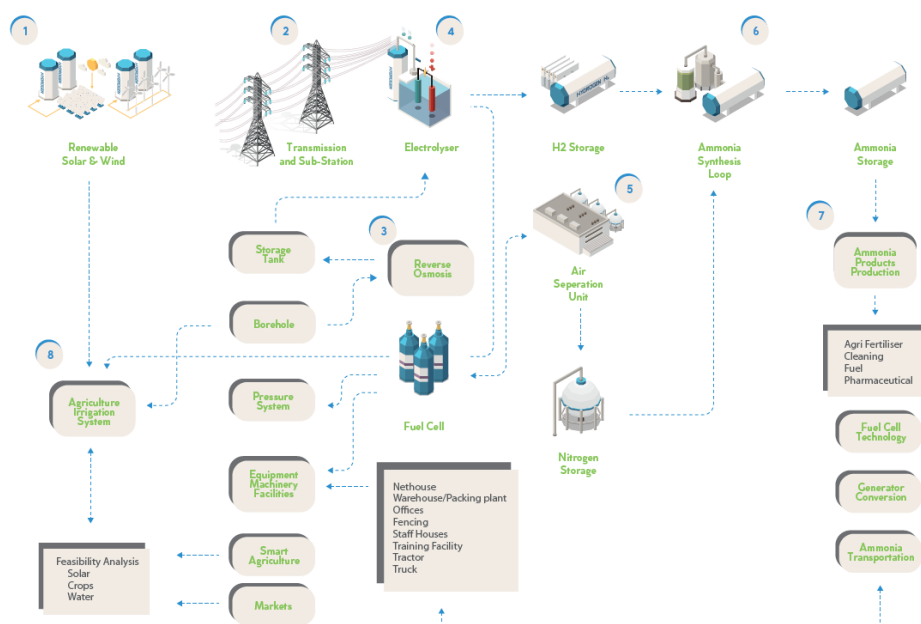 1
2
4
6
HYDROGEN H₂
Renewable
Solar & Wind
Transmission
and Sub-Station
Electrolyser
H2 Storage
Ammonia
Synthesis
Loop
Ammonia
Storage
5
7
3
Storage
Tank
Reverse
Osmosis
Air
Seperation
Unit
Ammonia
Products
Production
Borehole
8
Agri Fertiliser
Cleaning
Fuel
Pharmaceutical
Agriculture
Irrigation
System
Pressure
System
Fuel Cell
Nitrogen
Storage
Fuel Cell
Technology
Equipment
Machinery
Facilities
Nethouse
Warehouse/Packing plant
Offices
Fencing
Staff Houses
Training Facility
Tractor
Truck
Generator
Conversion
Feasibility Analysis
Solar
Crops
Water
Smart
Agriculture
Markets
Ammonia
Transportation